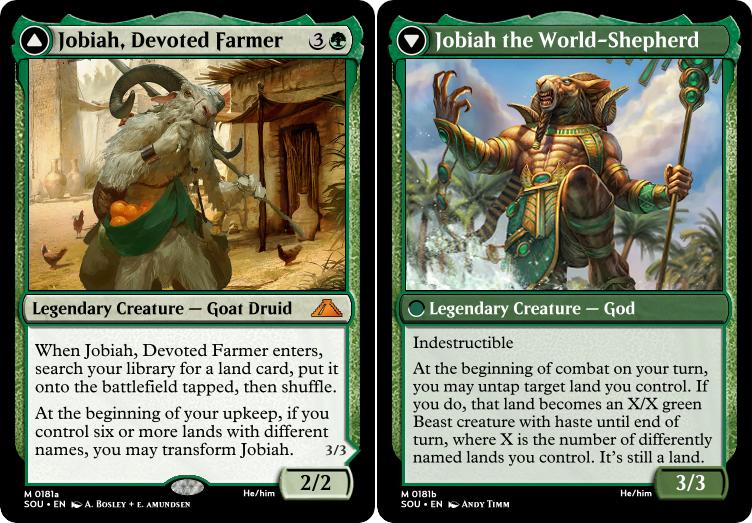 Jobiah, Devoted Farmer 3
Legendary Creature — Goat Druid
When Jobiah, Devoted Farmer enters,
search your library for a land card, put it
onto the battlefield tapped, then shuffle.
At the beginning of your upkeep, if you
control six or more lands with different
names, you may transform Jobiah.
3/3
2/2
M 0181a
SOU • EN A. Bosley + E. Amundsen
He/him
Jobiah the World-Shepherd
Legendary Creature — God
Indestructible
At the beginning of combat on your turn,
you may untap target land you control. If
you do, that land becomes an X/X green
Beast creature with haste until end of
turn, where X is the number of differently
named lands you control. It's still a land.
3/3
M 0181b
SOU • EN Andy Timm
He/him